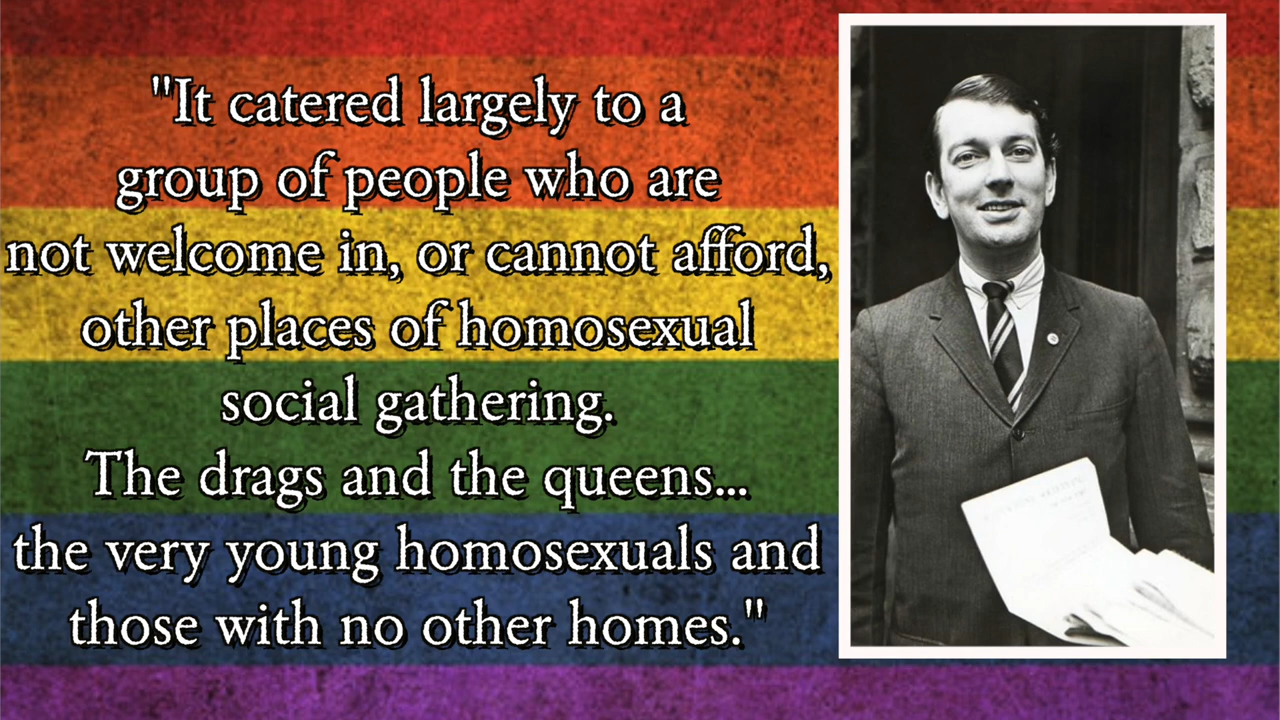 "It catered largely to a
group of people who are
not welcome in, or cannot afford,
other places of homosexual
social gathering.
The drags and the queens...
the very young homosexuals and
those with no other homes."